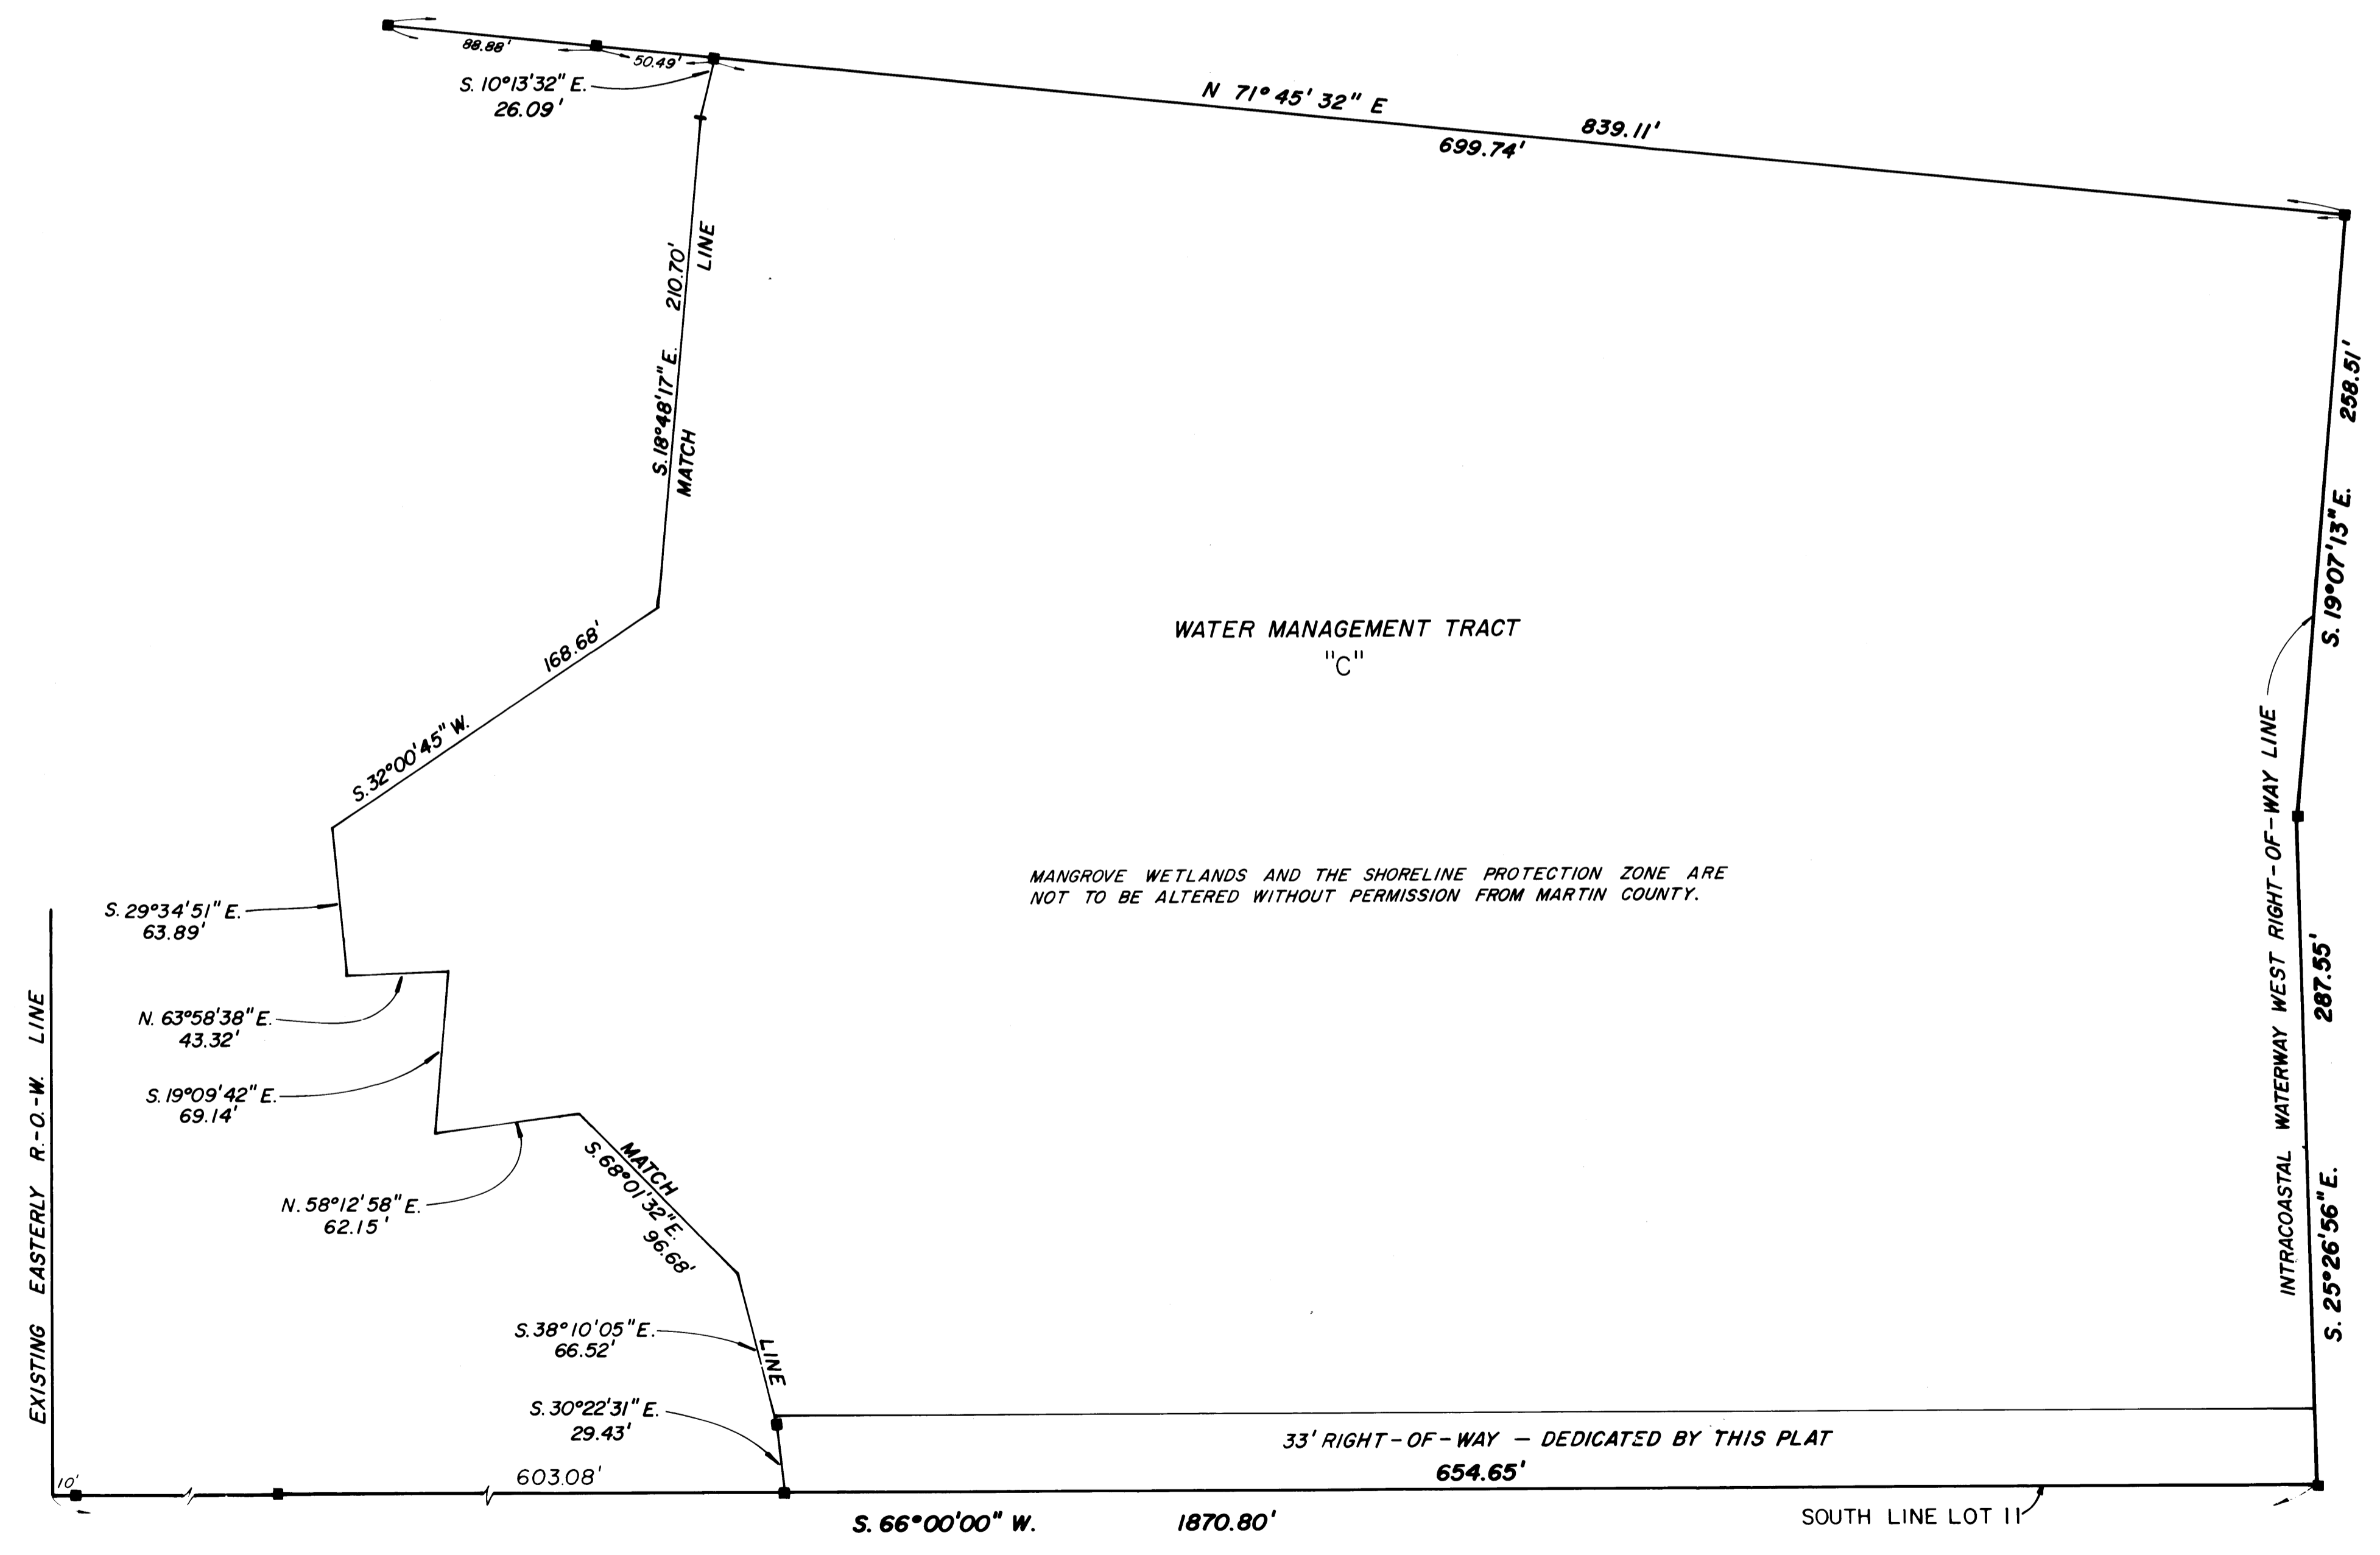 88.88'
50.49'
S. 10°13'32" E.
26.09'
N 71° 45' 32" E
839.11'
699.74'
S. 18°48'17" E. 210.70'
MATCH LINE
258.51'
S. 19°07'13" E.
168.68'
S. 32°00'45" W.
WATER MANAGEMENT TRACT
"C"
MANGROVE WETLANDS AND THE SHORELINE PROTECTION ZONE ARE
NOT TO BE ALTERED WITHOUT PERMISSION FROM MARTIN COUNTY.
INTRACOASTAL WATERWAY WEST RIGHT-OF-WAY LINE
S. 29°34'51" E.
63.89'
N. 63°58'38" E.
43.32'
S. 19°09'42" E.
69.14'
N. 58°12'58" E.
62.15'
MATCH LINE
S. 68°01'32" E.
96.68'
287.55'
S. 25°26'56" E.
EXISTING EASTERLY R.-O.-W. LINE
S. 38°10'05" E.
66.52'
S. 30°22'31" E.
29.43'
33' RIGHT-OF-WAY — DEDICATED BY THIS PLAT
654.65'
10'
603.08'
S. 66°00'00" W. 1870.80'
SOUTH LINE LOT 11